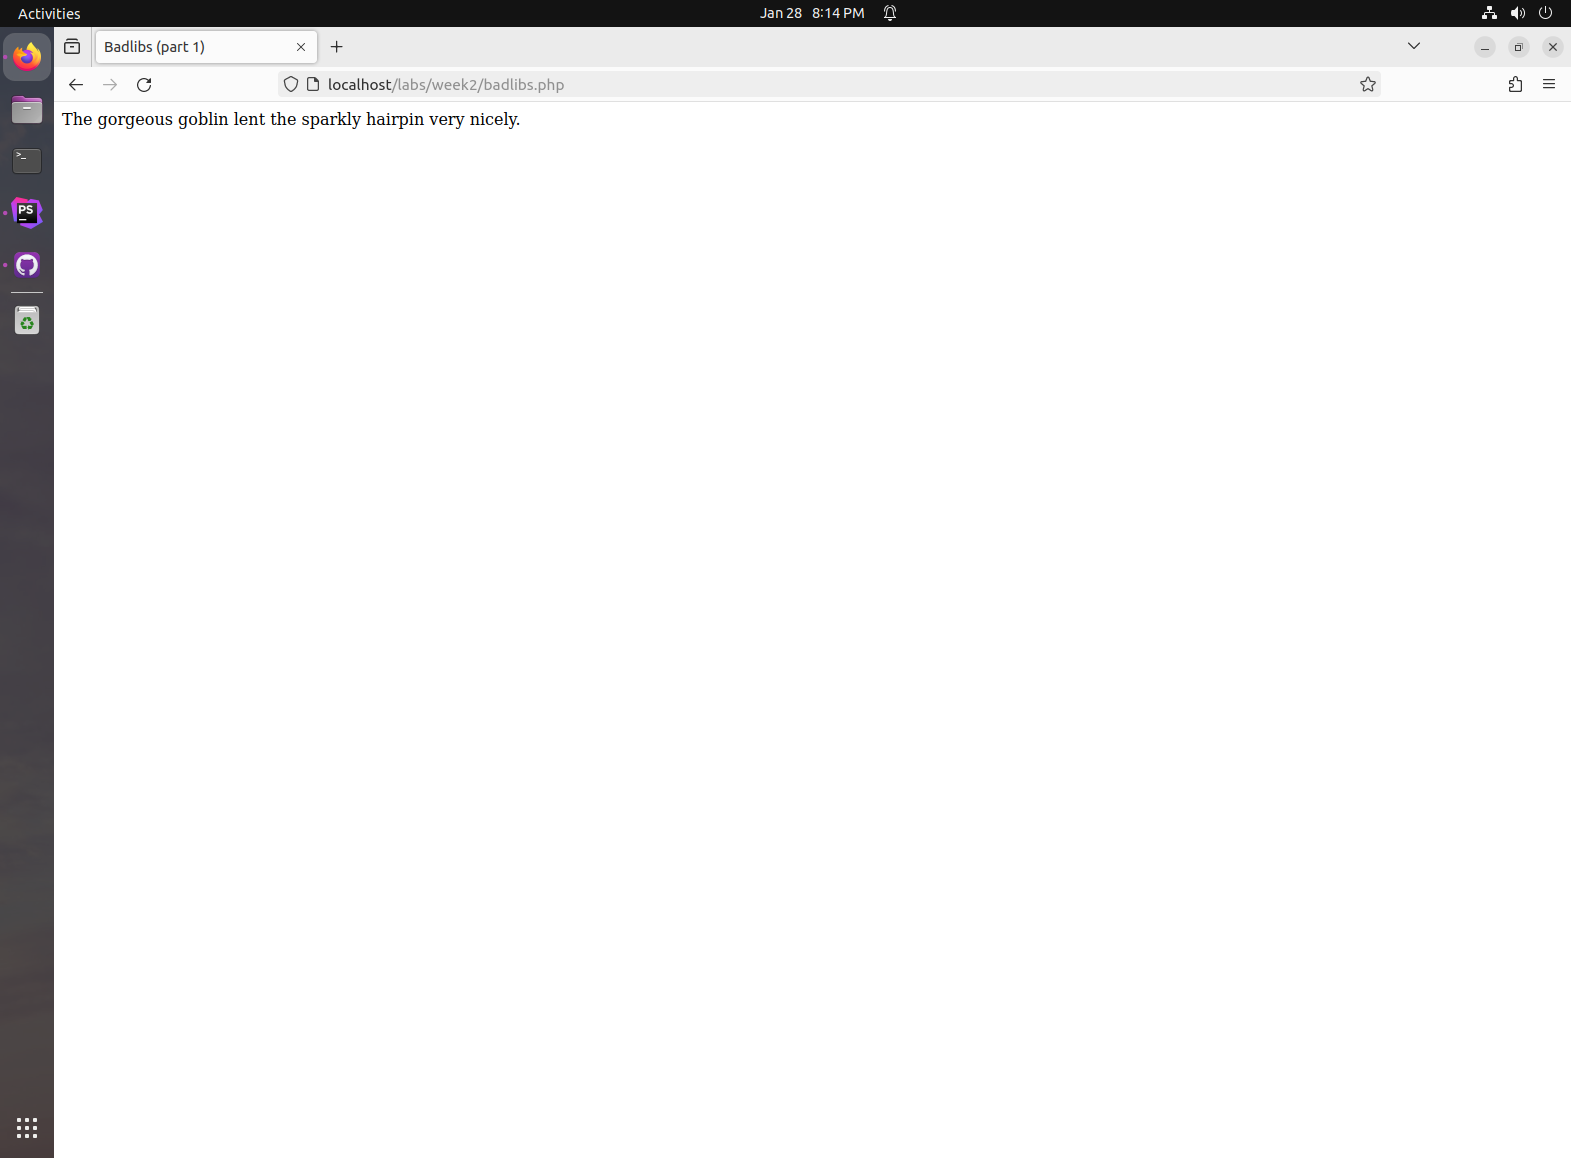 Activities
Jan 28 8:14 PM
Badlibs (part 1)
localhost/labs/week2/badlibs.php
The gorgeous goblin lent the sparkly hairpin very nicely.
>_
PS